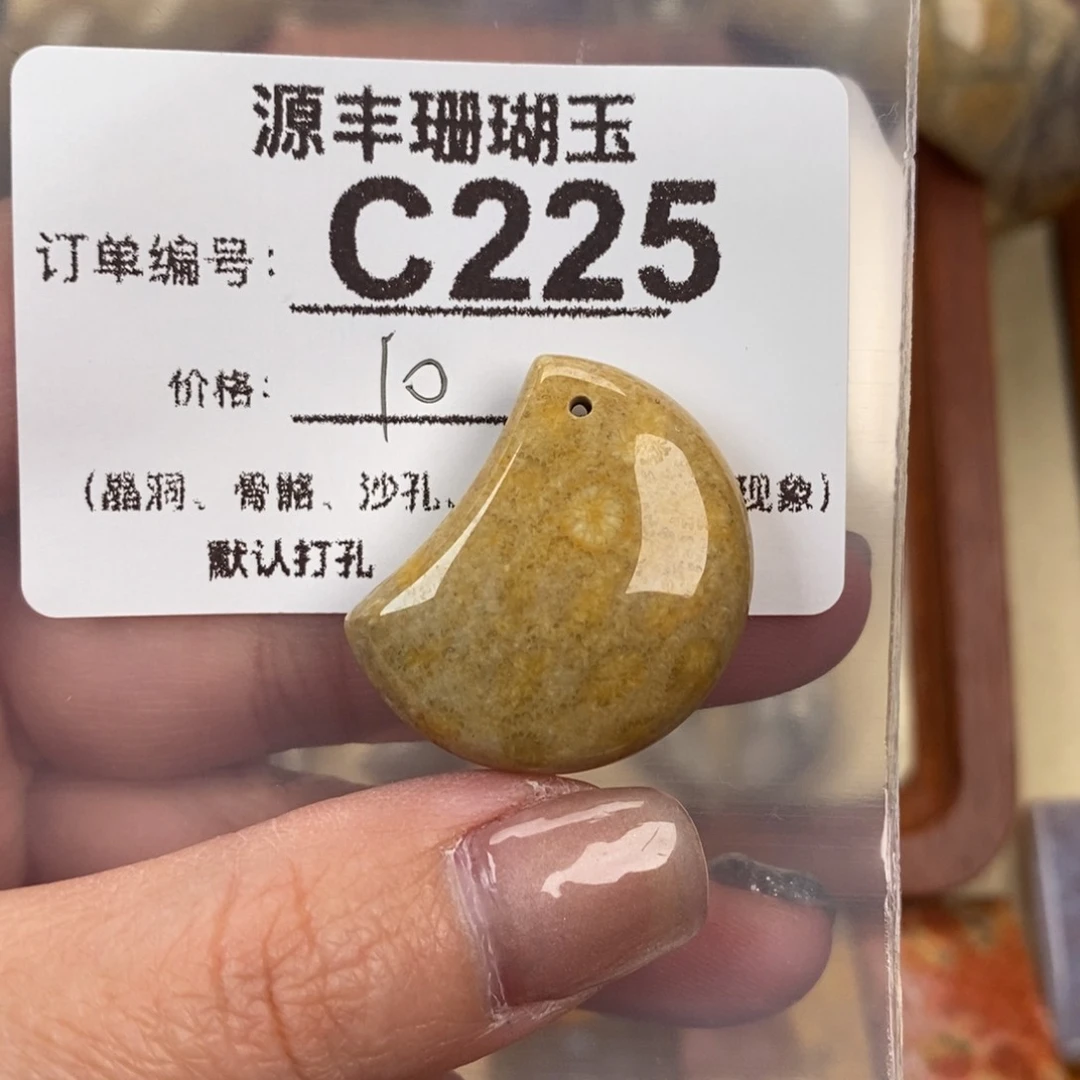 源丰珊瑚玉
订单编号: C225
价格: 10
(晶洞、骨骼、沙孔、 现象)
默认打孔